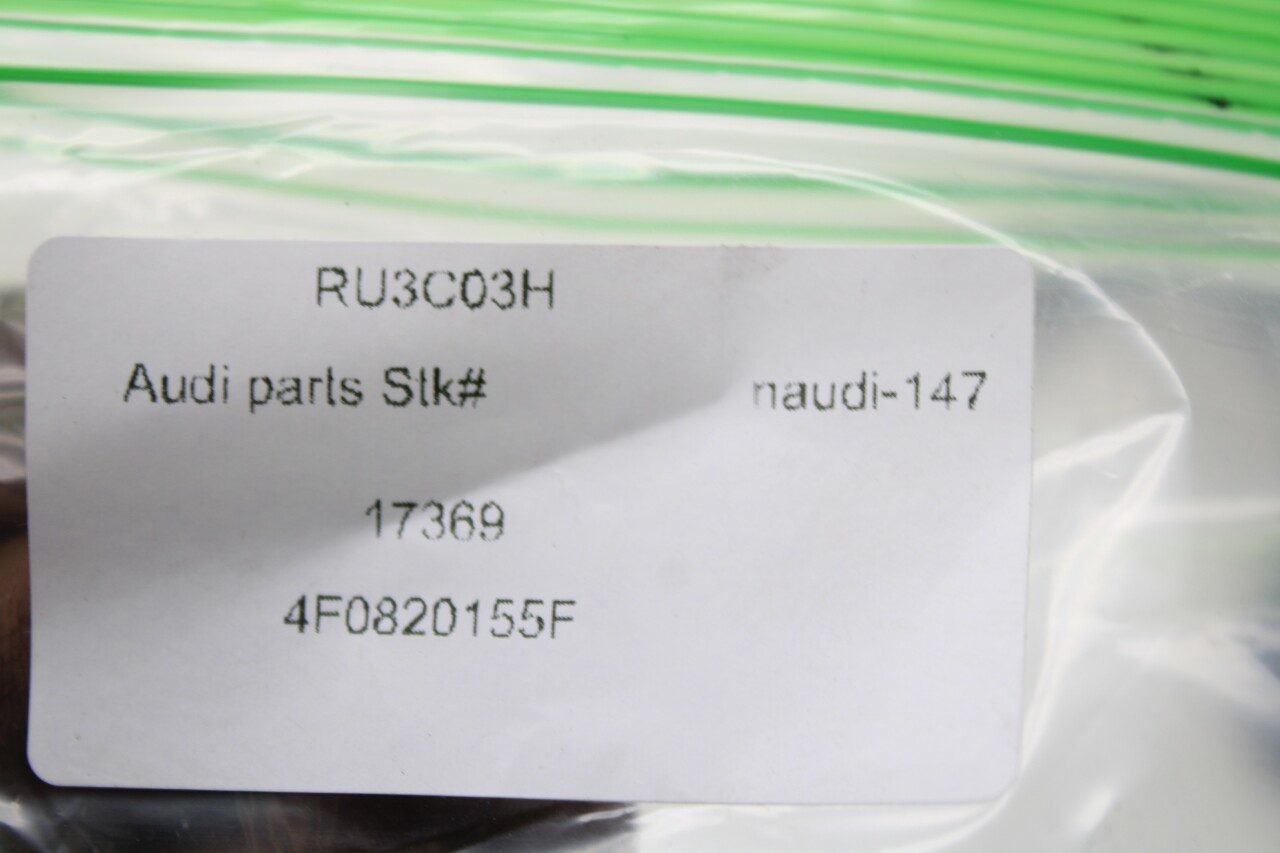 RU3C03H
Audi parts Stk# naudi-147
17369
4F0820155F